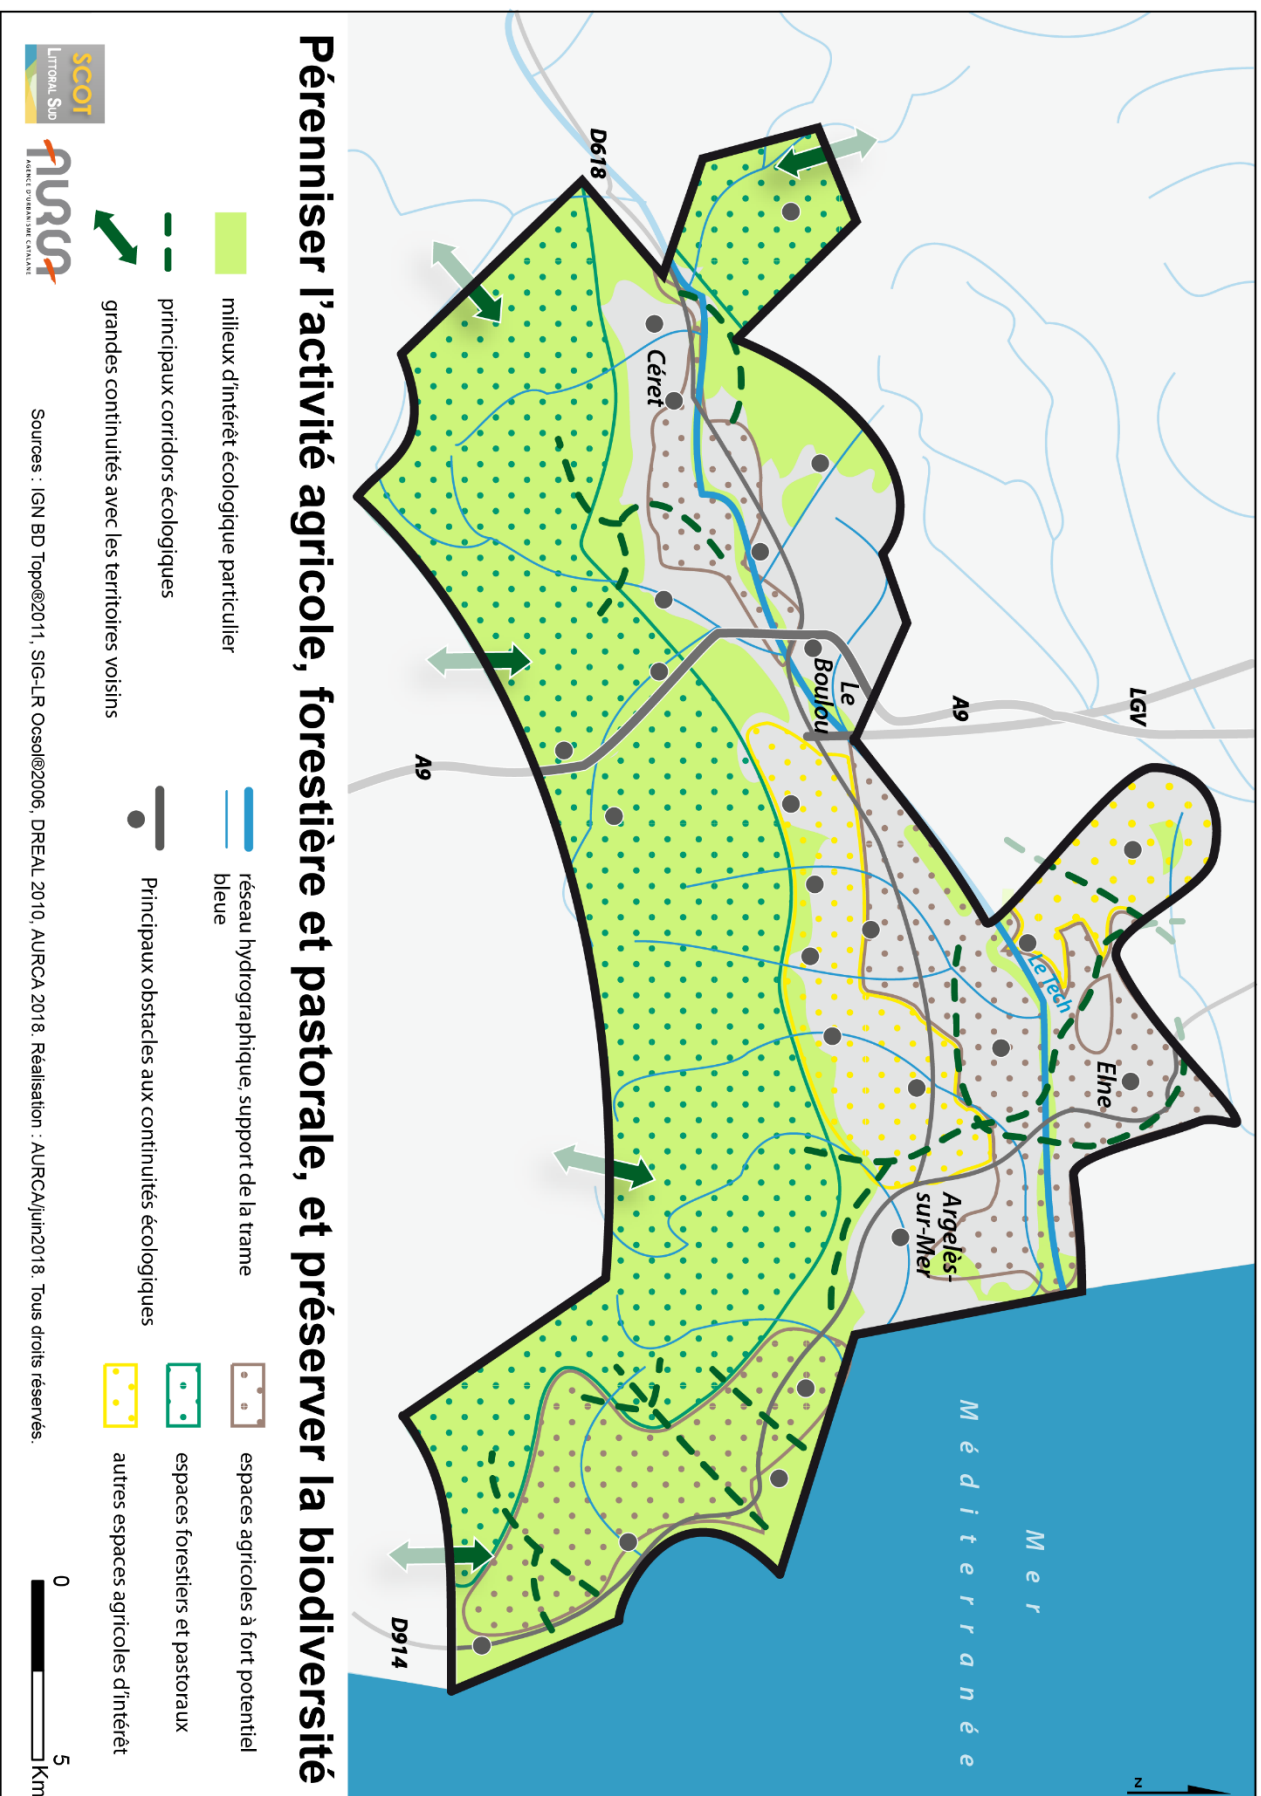 D618
Céret
Le
Boulou
A9
LGV
A9
Le Tech
Elne
Argelès-
sur-Mer
Mer
Méditerranée
D914
N
Pérenniser l'activité agricole, forestière et pastorale, et préserver la biodiversité
milieux d'intérêt écologique particulier
principaux corridors écologiques
grandes continuités avec les territoires voisins
réseau hydrographique, support de la trame
bleue
Principaux obstacles aux continuités écologiques
espaces agricoles à fort potentiel
espaces forestiers et pastoraux
autres espaces agricoles d'intérêt
SCOT
LITTORAL SUD
AURCA
AGENCE D'URBANISME CATALANE
Sources : IGN BD Topo®2011, SIG-LR Ocsol®2006, DREAL 2010, AURCA 2018. Réalisation : AURCA/juin2018. Tous droits réservés.
0 5
Km